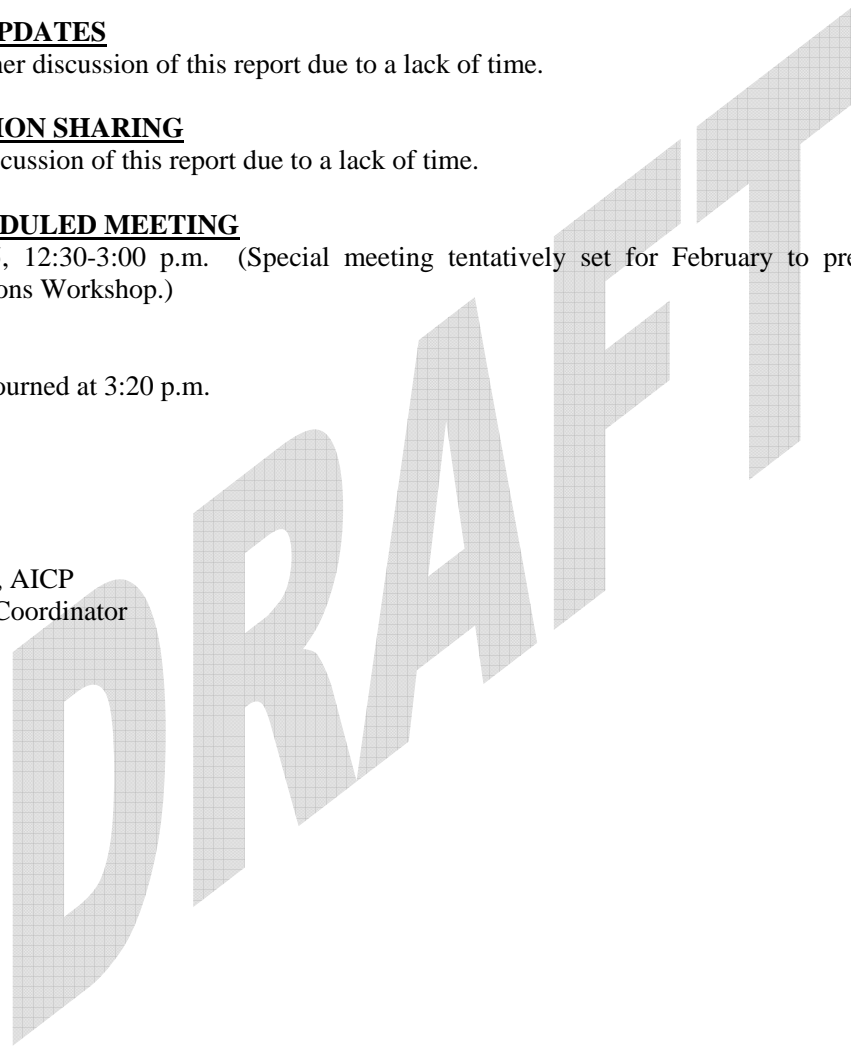 PDATES
ner discussion of this report due to a lack of time.
ION SHARING
cussion of this report due to a lack of time.
DULED MEETING
, 12:30-3:00 p.m. (Special meeting tentatively set for February to pre
ons Workshop.)
ourned at 3:20 p.m.
, AICP
Coordinator
DRAFT